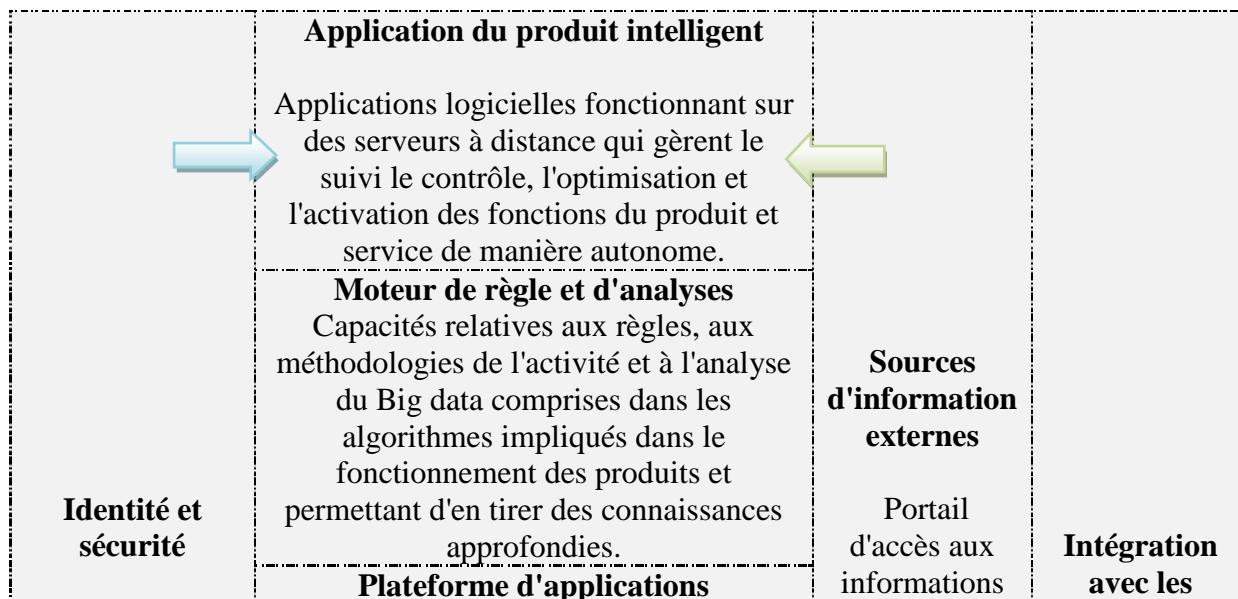 Application du produit intelligent
Applications logicielles fonctionnant sur
des serveurs à distance qui gèrent le
suivi le contrôle, l'optimisation et
l'activation des fonctions du produit et
service de manière autonome.
Moteur de règle et d'analyses
Capacités relatives aux règles, aux
méthodologies de l'activité et à l'analyse
du Big data comprises dans les
algorithmes impliqués dans le
fonctionnement des produits et
permettant d'en tirer des connaissances
approfondies.
Plateforme d'applications
Identité et
sécurité
Sources
d'information
externes
Portail
d'accès aux
informations
Intégration
avec les